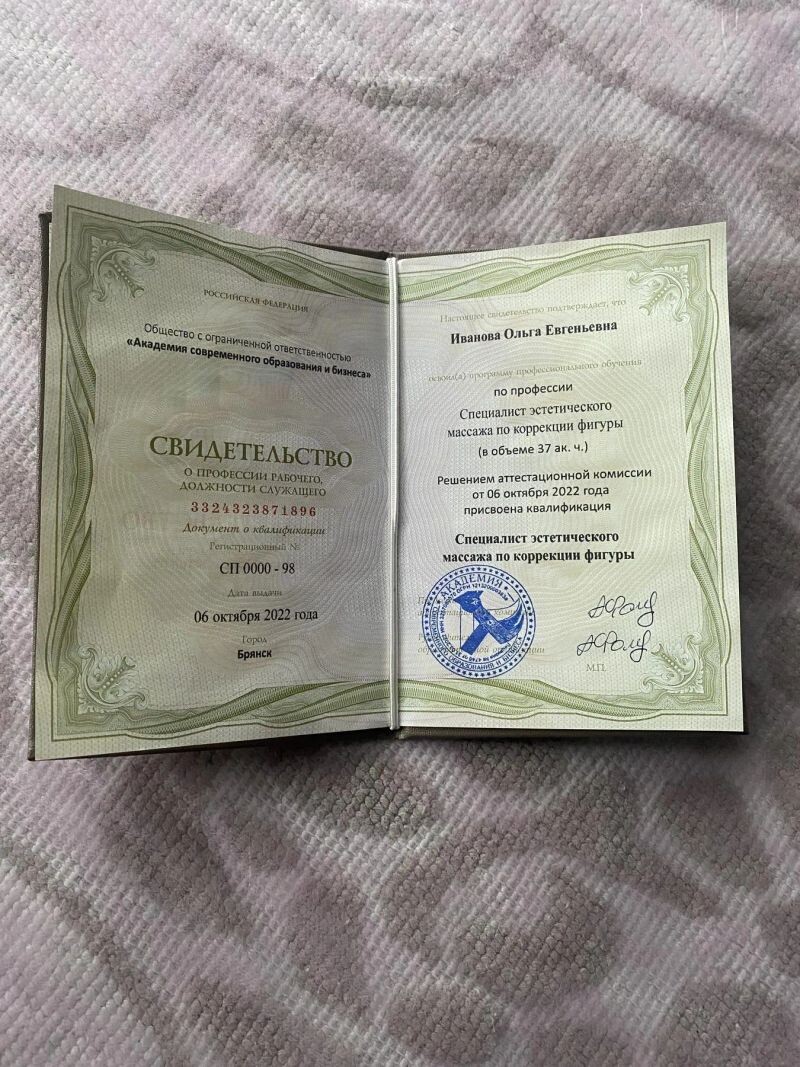 РОССИЙСКАЯ ФЕДЕРАЦИЯ
Общество с ограниченной ответственностью
«Академия современного образования и бизнеса»
СВИДЕТЕЛЬСТВО
О ПРОФЕССИИ РАБОЧЕГО,
ДОЛЖНОСТИ СЛУЖАЩЕГО
3324323871896
Документ о квалификации
Регистрационный №
СП 0000 - 98
Дата выдачи
06 октября 2022 года
Город
Брянск
Настоящее свидетельство подтверждает, что
Иванова Ольга Евгеньевна
освоил(а) программу профессионального обучения
по профессии
Специалист эстетического
массажа по коррекции фигуры
(в объеме 37 ак. ч.)
Решением аттестационной комиссии
от 06 октября 2022 года
присвоена квалификация
Специалист эстетического
массажа по коррекции фигуры
АКАДЕМИЯ
ОБРАЗОВАНИЯ И БИЗНЕСА
М.П.